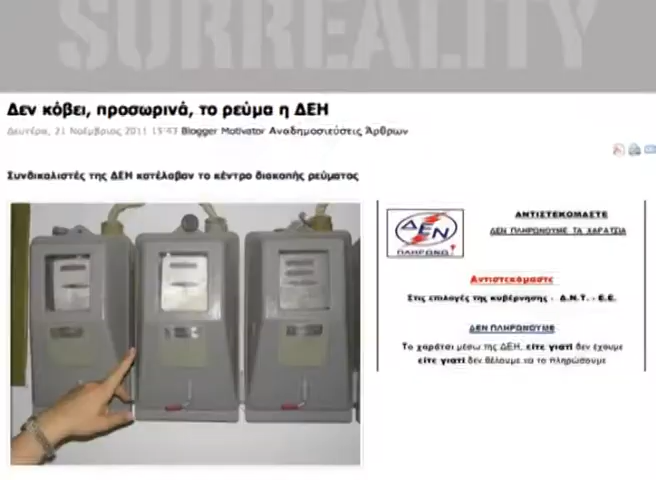 SURREALITY
Δεν κόβει, προσωρινά, το ρεύμα η ΔΕΗ
Δευτέρα, 21 Νοέμβριος 2011 15:43 Blogger Motivator Αναδημοσιεύσεις Άρθρων
Συνδικαλιστές της ΔΕΗ κατέλαβαν το κέντρο διακοπής ρεύματος
ΔΕΝ
ΠΛΗΡΩΝΩ!
ΑΝΤΙΣΤΕΚΟΜΑΣΤΕ
ΔΕΝ ΠΛΗΡΩΝΟΥΜΕ ΤΑ ΧΑΡΑΤΣΙΑ
Αντιστεκόμαστε
Στις επιλογές της κυβέρνησης - Δ.Ν.Τ. - Ε.Ε.
ΔΕΝ ΠΛΗΡΩΝΟΥΜΕ
Το χαράτσι μέσω της ΔΕΗ, είτε γιατί δεν έχουμε
είτε γιατί δεν θέλουμε να το πληρώσουμε